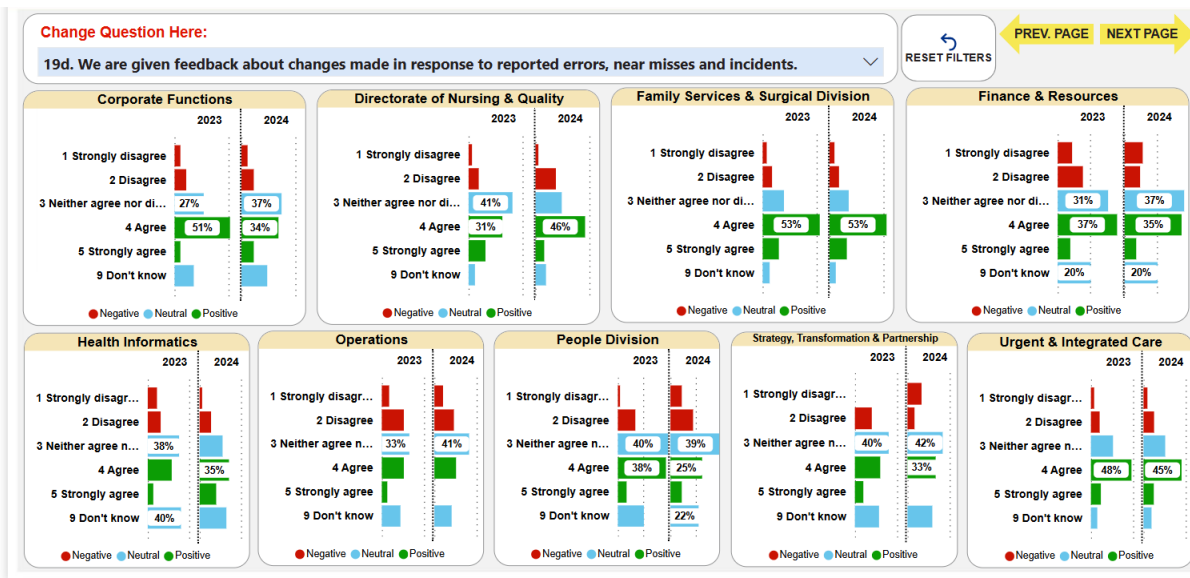 Change Question Here:
19d. We are given feedback about changes made in response to reported errors, near misses and incidents.
RESET FILTERS
PREV. PAGE
NEXT PAGE
Corporate Functions
2023 2024
1 Strongly disagree
2 Disagree
3 Neither agree nor di... 27% 37%
4 Agree 51% 34%
5 Strongly agree
9 Don't know
Negative Neutral Positive
Directorate of Nursing & Quality
2023 2024
1 Strongly disagree
2 Disagree
3 Neither agree nor di... 41%
4 Agree 31% 46%
5 Strongly agree
9 Don't know
Negative Neutral Positive
Family Services & Surgical Division
2023 2024
1 Strongly disagree
2 Disagree
3 Neither agree nor di...
4 Agree 53% 53%
5 Strongly agree
9 Don't know
Negative Neutral Positive
Finance & Resources
2023 2024
1 Strongly disagree
2 Disagree
3 Neither agree nor di... 31% 37%
4 Agree 37% 35%
5 Strongly agree
9 Don't know 20% 20%
Negative Neutral Positive
Health Informatics
2023 2024
1 Strongly disagr...
2 Disagree
3 Neither agree n... 38%
4 Agree 35%
5 Strongly agree
9 Don't know 40%
Negative Neutral Positive
Operations
2023 2024
1 Strongly disagr...
2 Disagree
3 Neither agree n... 33% 41%
4 Agree
5 Strongly agree
9 Don't know
Negative Neutral Positive
People Division
2023 2024
1 Strongly disagr...
2 Disagree
3 Neither agree n... 40% 39%
4 Agree 38% 25%
5 Strongly agree
9 Don't know 22%
Negative Neutral Positive
Strategy, Transformation & Partnership
2023 2024
1 Strongly disagr...
2 Disagree
3 Neither agree n... 40% 42%
4 Agree 33%
5 Strongly agree
9 Don't know
Negative Neutral Positive
Urgent & Integrated Care
2023 2024
1 Strongly disagr...
2 Disagree
3 Neither agree n...
4 Agree 48% 45%
5 Strongly agree
9 Don't know
Negative Neutral Positive